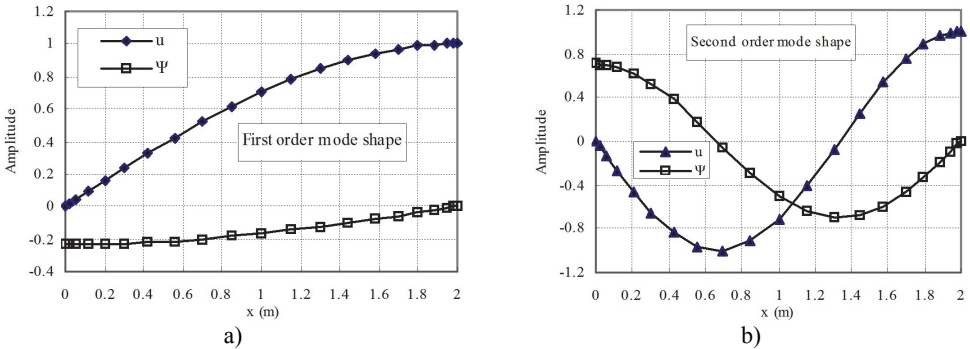 1.2
1
0.8
0.6
0.4
0.2
0
-0.2
-0.4
Amplitude
u
Ψ
First order mode shape
0 0.2 0.4 0.6 0.8 1 1.2 1.4 1.6 1.8 2
x (m)
a)
1.2
0.8
0.4
0
-0.4
-0.8
-1.2
Amplitude
Second order mode shape
u
Ψ
0 0.2 0.4 0.6 0.8 1 1.2 1.4 1.6 1.8 2
x (m)
b)